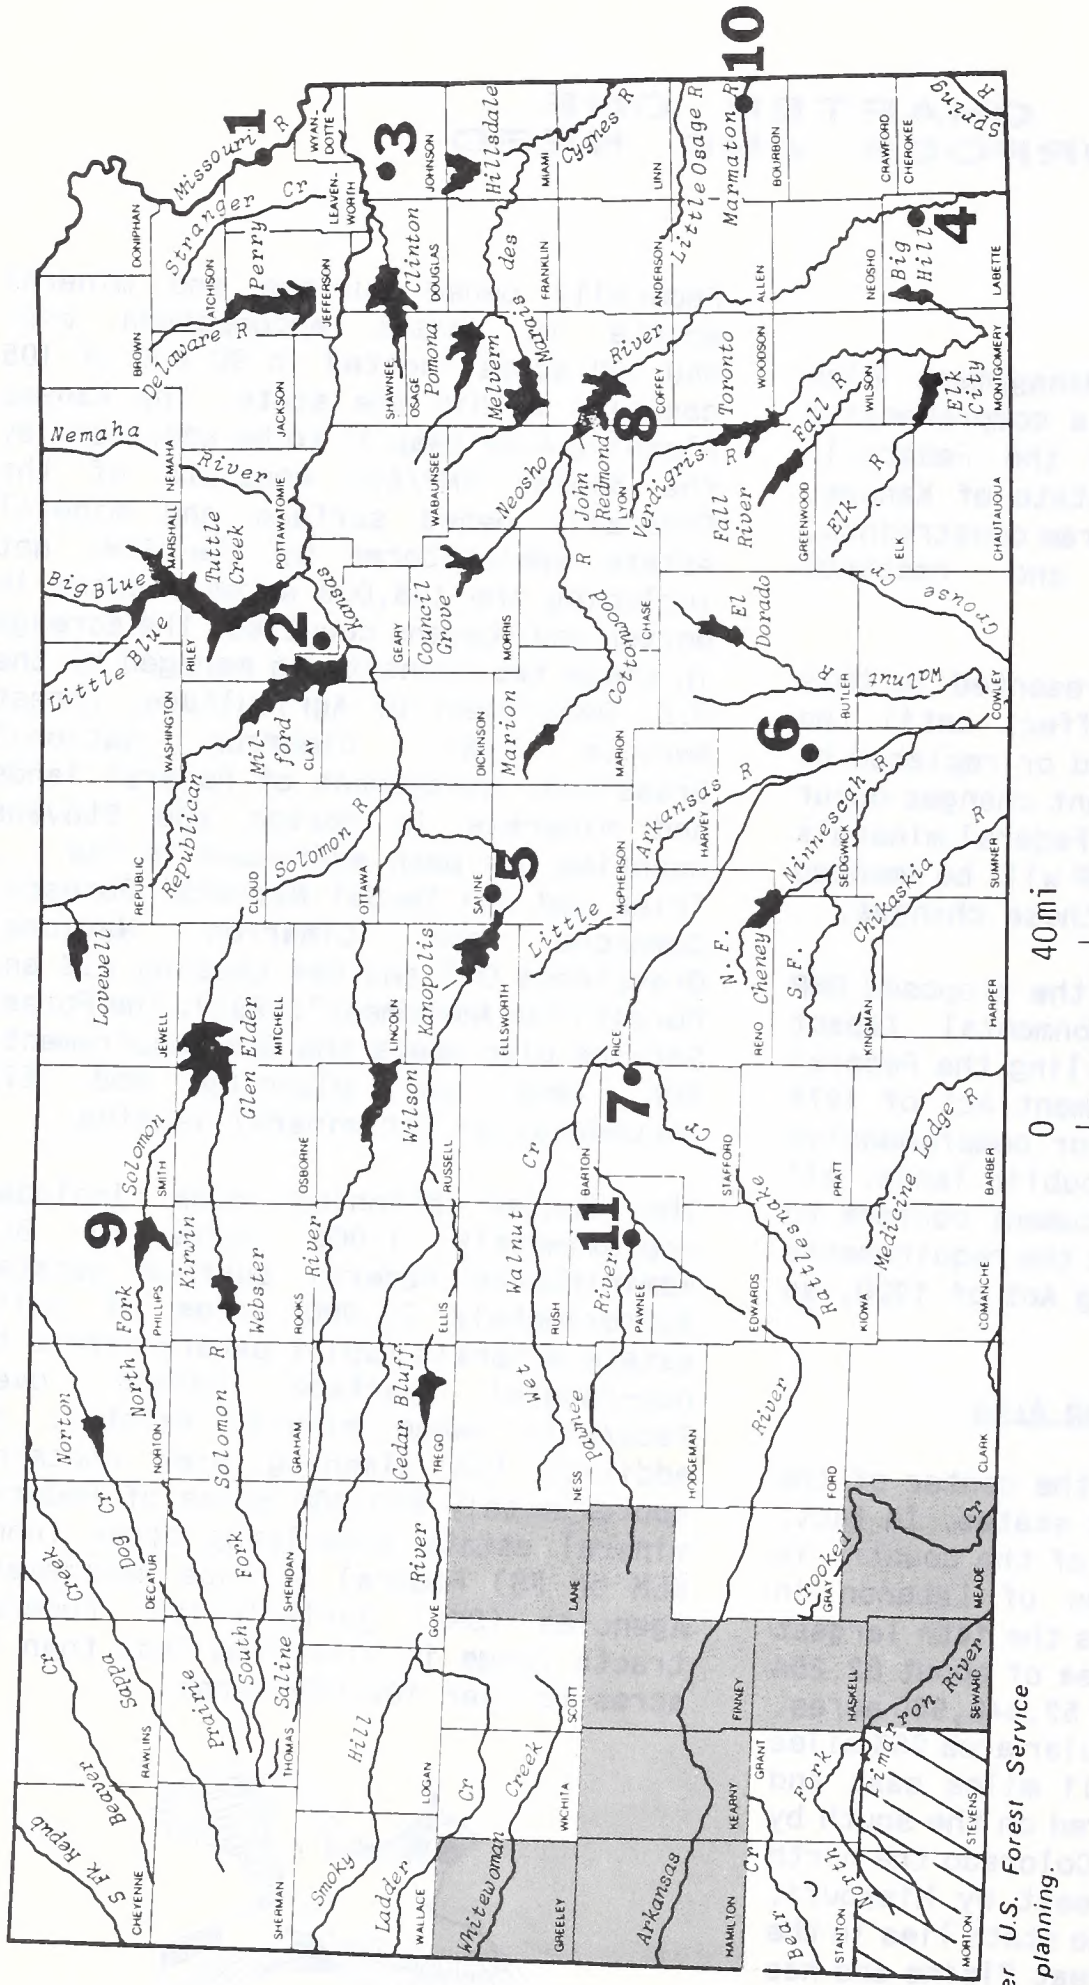 CHEYENNE
S Fk Repub
Beaver
Cr
RAWLINS
Sappa
Creek
DECATUR
Dog
Cr
NORTON
Norton
North
Fork
PHILLIPS
9
Kirwin
SMITH
Solomon
JEWELL
Lovewell
REPUBLIC
Republican
WASHINGTON
Little Blue
Big Blue
MARSHALL
Nemaha
River
NEMAHA
BROWN
DONIPHAN
SHERMAN
THOMAS
Prairie
South
Fork
Solomon
R
Saline
SHERIDAN
GRAHAM
ROOKS
Webster
River
OSBORNE
Glen Elder
MITCHELL
CLOUD
Solomon
R
Mil-
ford
CLAY
RILEY
2
Tuttle
Creek
POTTAWATOMIE
JACKSON
Delaware R
ATCHISON
Perry
JEFFERSON
Stranger
Cr
LEAVEN-
WORTH
Missouri
R
1
WYAN-
DOTTE
WALLACE
Smoky
Hill
River
Ladder
Cr
LOGAN
GOVE
TREGO
Cedar Bluff
ELLIS
RUSSELL
Wilson
LINCOLN
OTTAWA
Kanopolis
ELLSWORTH
SALINE
5
DICKINSON
GEARY
Kansas
Council
Grove
MORRIS
WABAUNSEE
SHAWNEE
OSAGE
Pomona
Melvern
Clinton
DOUGLAS
3
JOHNSON
Hillsdale
MIAMI
FRANKLIN
Marais
des
Cygnes
R
GREELEY
Whitewoman
Creek
WICHITA
SCOTT
LANE
NESS
RUSH
Wet
Walnut
Cr
BARTON
RICE
Little
Arkansas
R
McPHERSON
MARION
Marion
Cottonwood
R
CHASE
LYON
Neosho
River
John
Redmond
8
COFFEY
ANDERSON
LINN
Little Osage R
Marmaton R
10
BOURBON
ALLEN
WOODSON
Toronto
HAMILTON
Arkansas
River
KEARNY
FINNEY
HODGEMAN
Pawnee
River
PAWNEE
11
7
Cr
Rattlesnake
STAFFORD
EDWARDS
RENO
HARVEY
N. F.
Cheney
S.F.
Ninnescah
R
SEDGWICK
6
BUTLER
El
Dorado
Walnut
R
GREENWOOD
Fall
River
Verdigris
R
Fall R
WILSON
NEOSHO
CRAWFORD
STANTON
Bear
Cr
GRANT
HASKELL
GRAY
FORD
KIOWA
PRATT
KINGMAN
Chikaskia
R
SUMNER
COWLEY
Grouse
Cr
ELK
Elk
R
CHAUTAUQUA
Elk
City
MONTGOMERY
Big
Hill
4
LABETTE
CHEROKEE
Spring
R
MORTON
North
Fork
Cimarron River
STEVENS
SEWARD
MEADE
Crooked
Cr
CLARK
COMANCHE
Medicine Lodge
R
BARBER
HARPER
0 40mi
er U.S. Forest Service
planning.